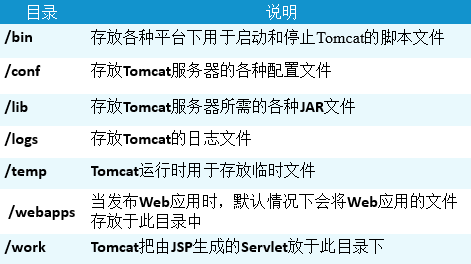 目录 说明
/bin 存放各种平台下用于启动和停止Tomcat的脚本文件
/conf 存放Tomcat服务器的各种配置文件
/lib 存放Tomcat服务器所需的各种JAR文件
/logs 存放Tomcat的日志文件
/temp Tomcat运行时用于存放临时文件
/webapps 当发布Web应用时，默认情况下会将Web应用的文件
存放于此目录中
/work Tomcat把由JSP生成的Servlet放于此目录下